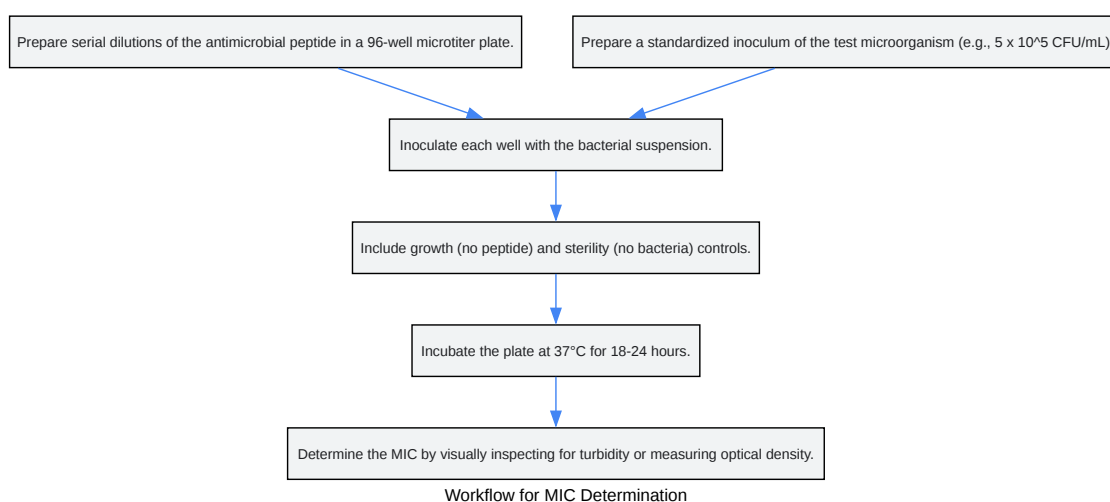 Prepare serial dilutions of the antimicrobial peptide in a 96-well microtiter plate.
Prepare a standardized inoculum of the test microorganism (e.g., 5 x 10^5 CFU/mL)
Inoculate each well with the bacterial suspension.
Include growth (no peptide) and sterility (no bacteria) controls.
Incubate the plate at 37°C for 18-24 hours.
Determine the MIC by visually inspecting for turbidity or measuring optical density.
Workflow for MIC Determination